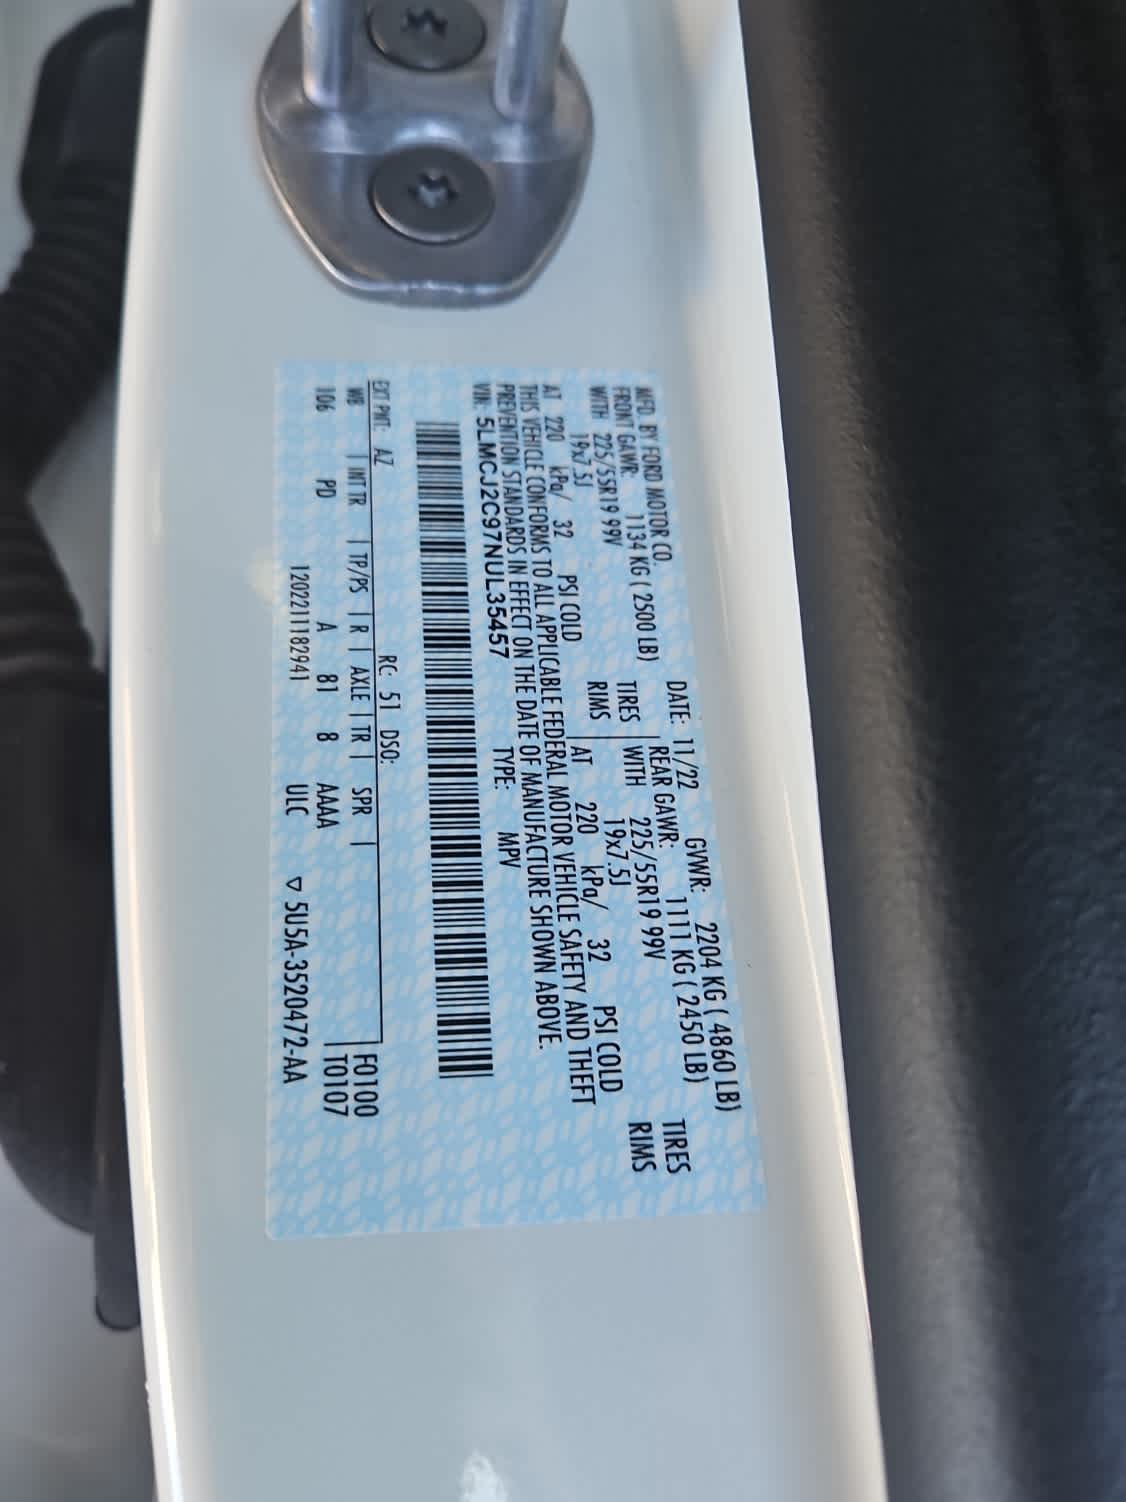 MFD. BY FORD MOTOR CO. DATE: 11/22 GVWR: 2204 KG ( 4860 LB)
FRONT GAWR: 1134 KG ( 2500 LB) REAR GAWR: 1111 KG ( 2450 LB)
WITH 225/55R19 99V TIRES WITH 225/55R19 99V TIRES
19x7.5J RIMS 19x7.5J RIMS
AT 220 kPa/ 32 PSI COLD AT 220 kPa/ 32 PSI COLD
THIS VEHICLE CONFORMS TO ALL APPLICABLE FEDERAL MOTOR VEHICLE SAFETY AND THEFT
PREVENTION STANDARDS IN EFFECT ON THE DATE OF MANUFACTURE SHOWN ABOVE.
VIN: 5LMCJ2C97NUL35457 TYPE: MPV
EXT PNT: AZ RC: 51 DSO:
WB | INT TR | TP/PS | R | AXLE | TR | SPR | F0100
106 PD A 81 8 AAAA T0107
120221118294​1 ULC ▽ 5U5A-3520472-AA